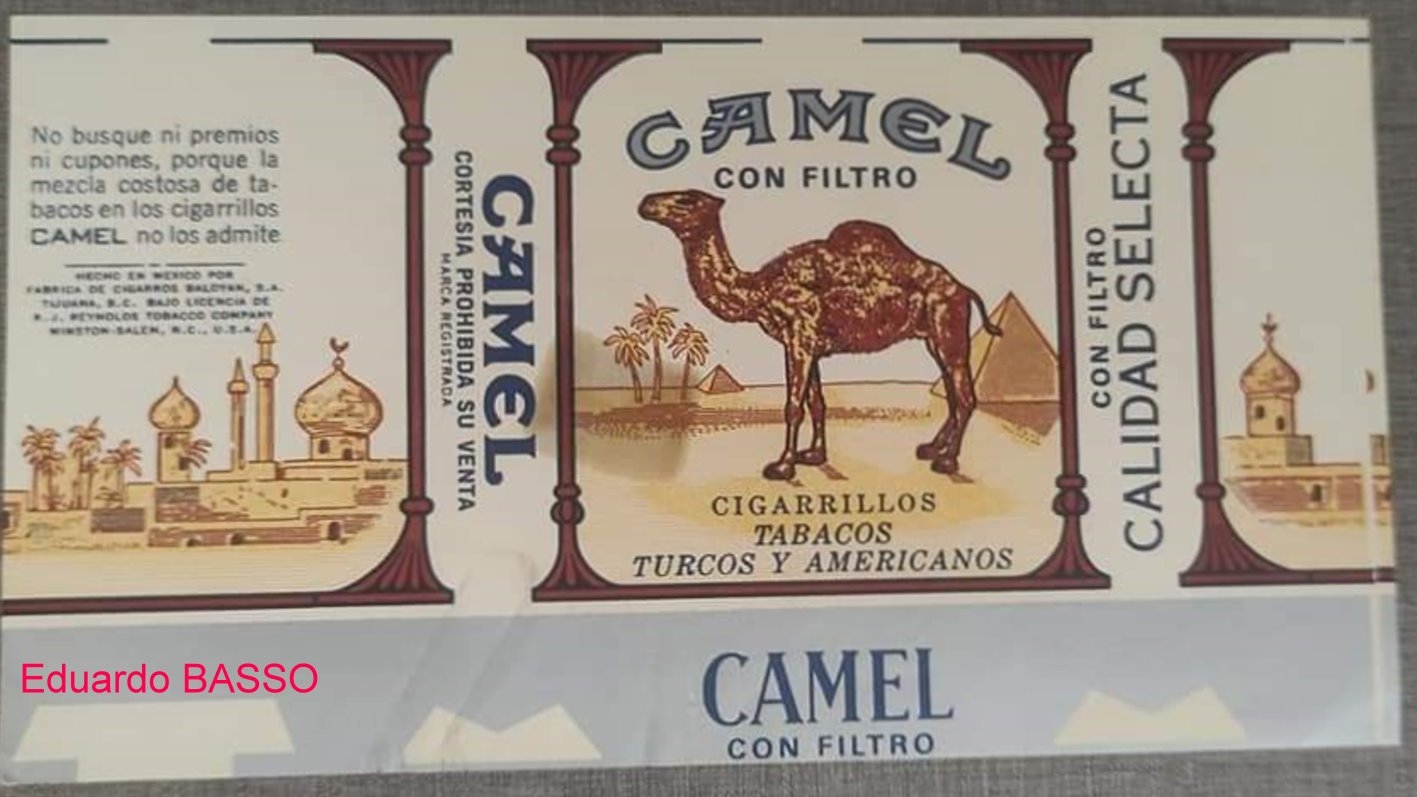 No busque ni premios
ni cupones, porque la
mezcla costosa de ta-
bacos en los cigarrillos
CAMEL no los admite
HECHO EN MEXICO POR
FABRICA DE CIGARROS BALOYAN, S.A.
TIJUANA, B.C. BAJO LICENCIA DE
R. J. REYNOLDS TOBACCO COMPANY
WINSTON-SALEM, N.C., U.S.A.
CAMEL
CORTESIA PROHIBIDA SU VENTA
MARCA REGISTRADA
CAMEL
CON FILTRO
CIGARRILLOS
TABACOS
TURCOS Y AMERICANOS
CON FILTRO
CALIDAD SELECTA
Eduardo BASSO
CAMEL
CON FILTRO